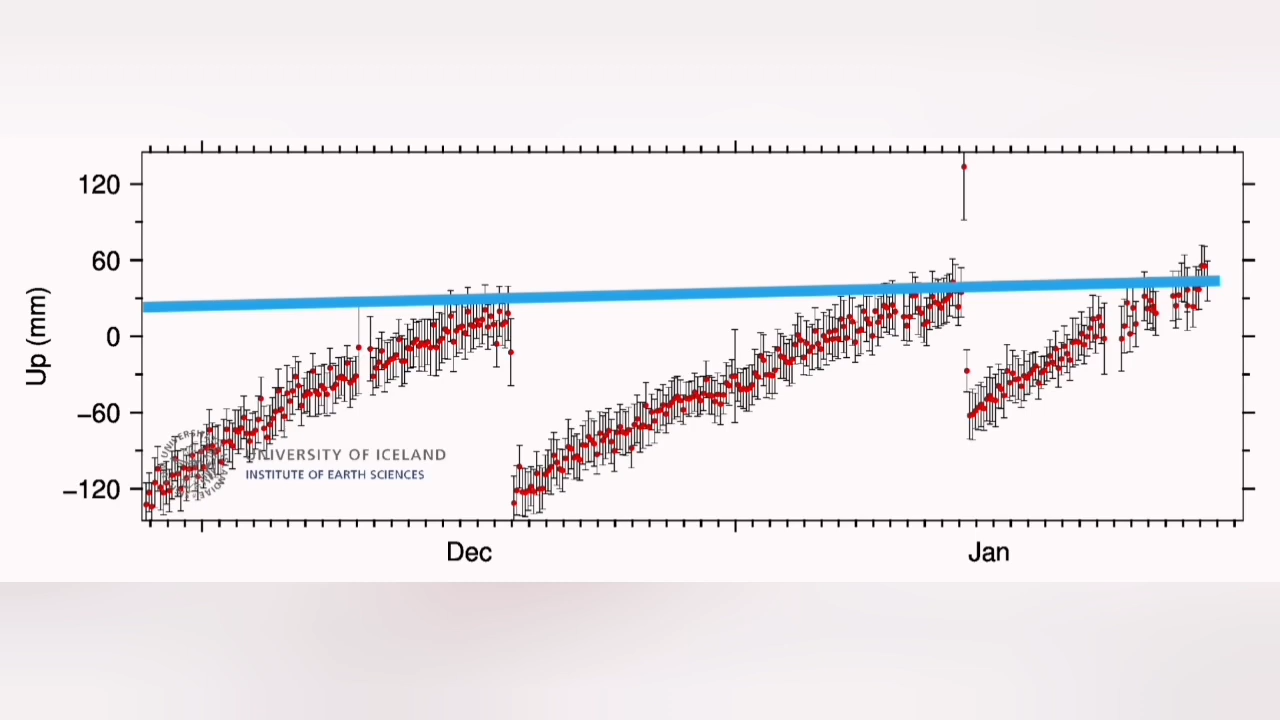 120
60
0
−60
−120
Up (mm)
UNIVERSITY OF ICELAND
INSTITUTE OF EARTH SCIENCES
Dec
Jan